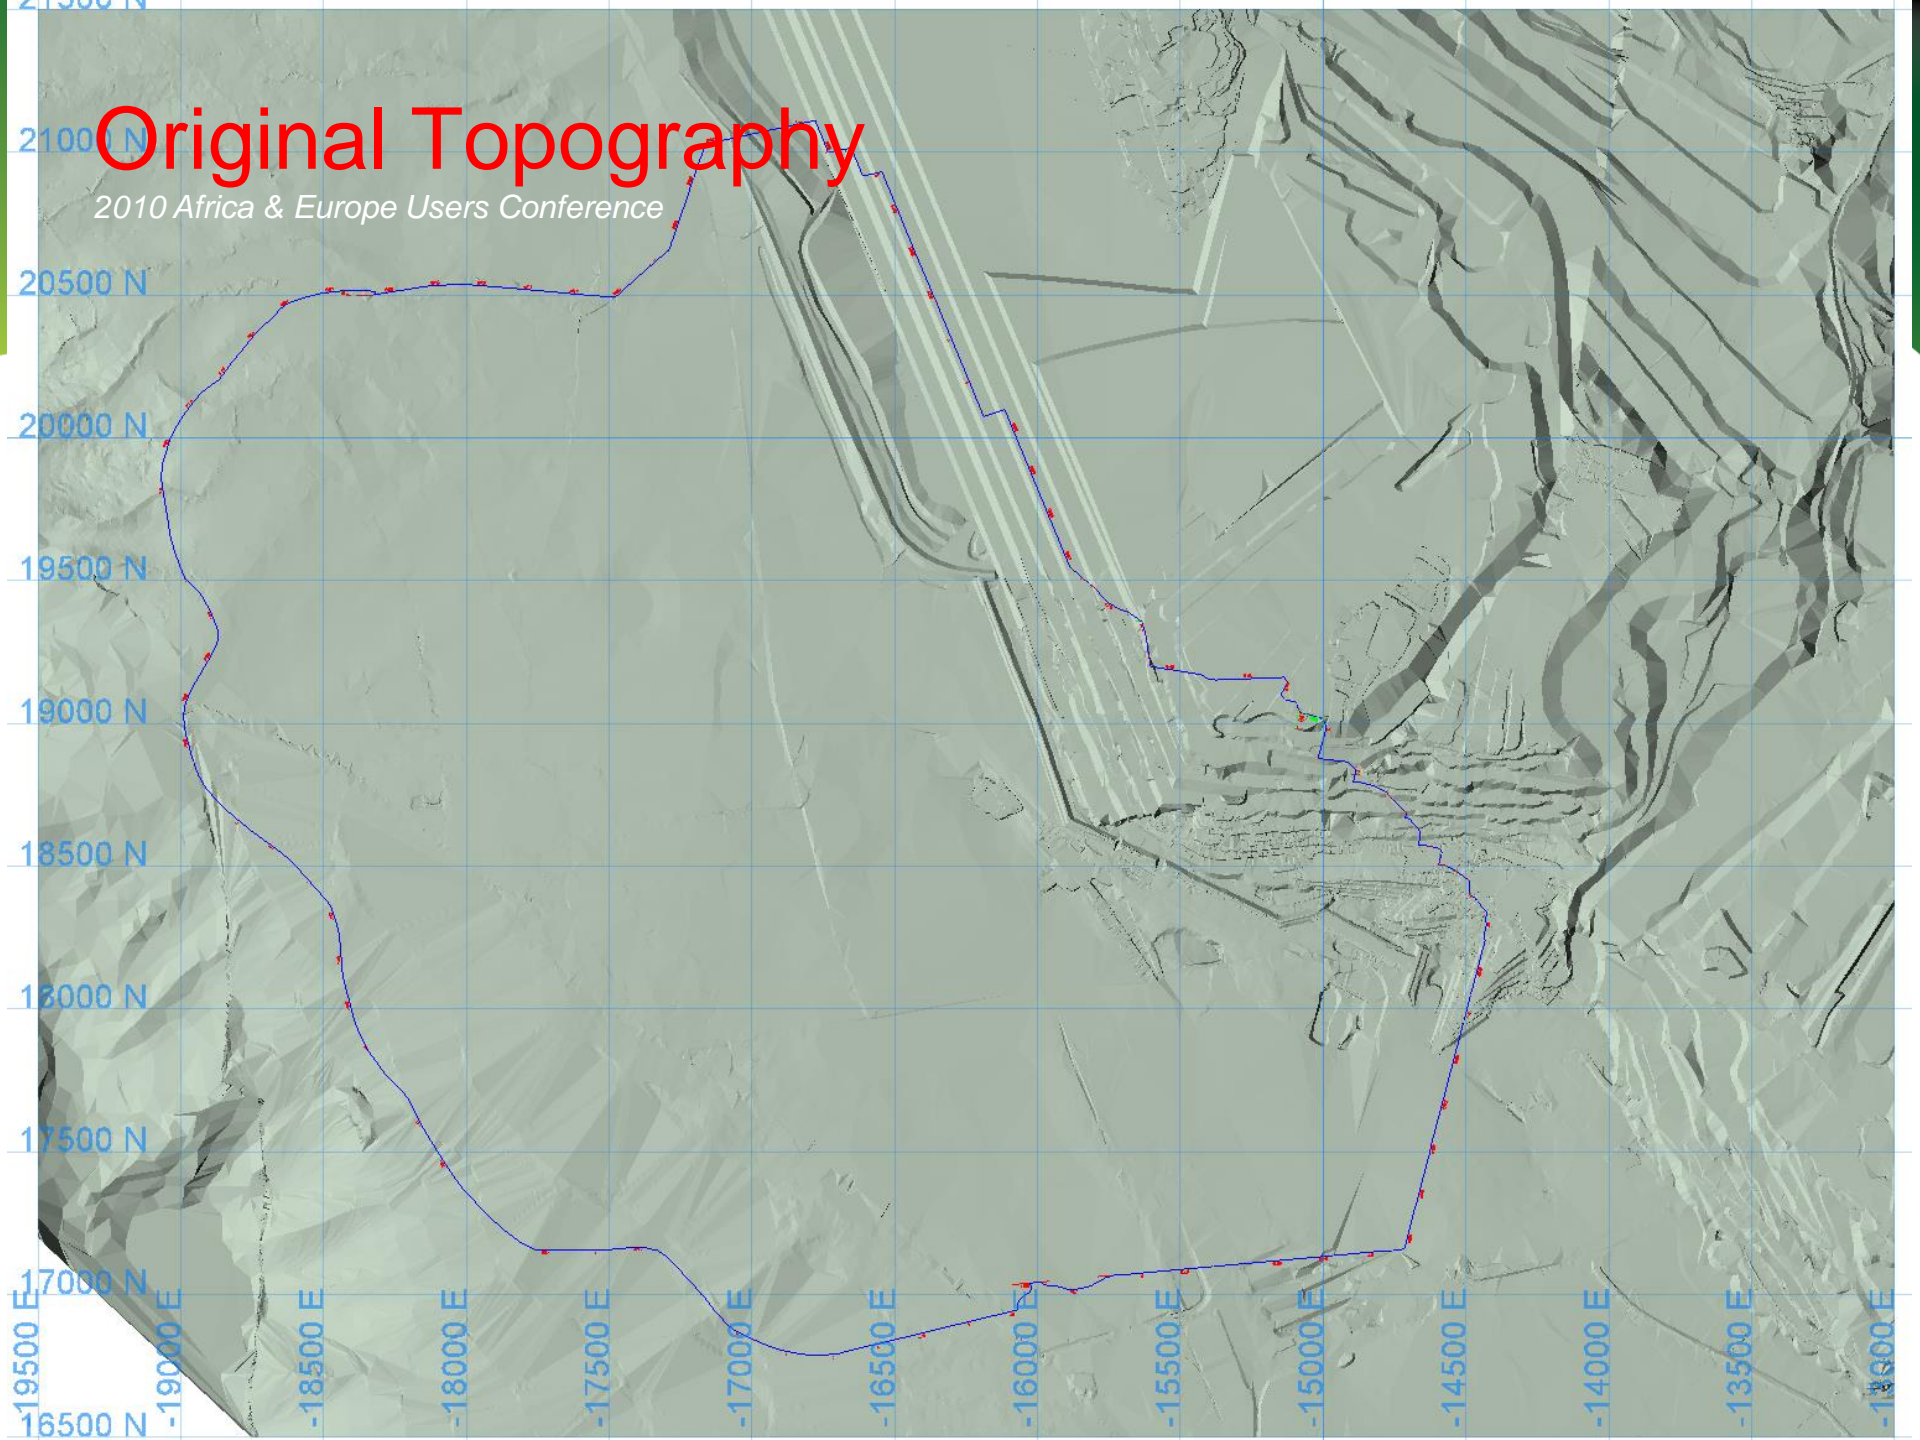 21500 N
Original Topography
21000 N
2010 Africa & Europe Users Conference
20500 N
20000 N
19500 N
19000 N
18500 N
18000 N
17500 N
17000 N
-19500 E
-19000 E
-18500 E
-18000 E
-17500 E
-17000 E
-16500 E
-16000 E
-15500 E
-15000 E
-14500 E
-14000 E
-13500 E
-13000 E
16500 N